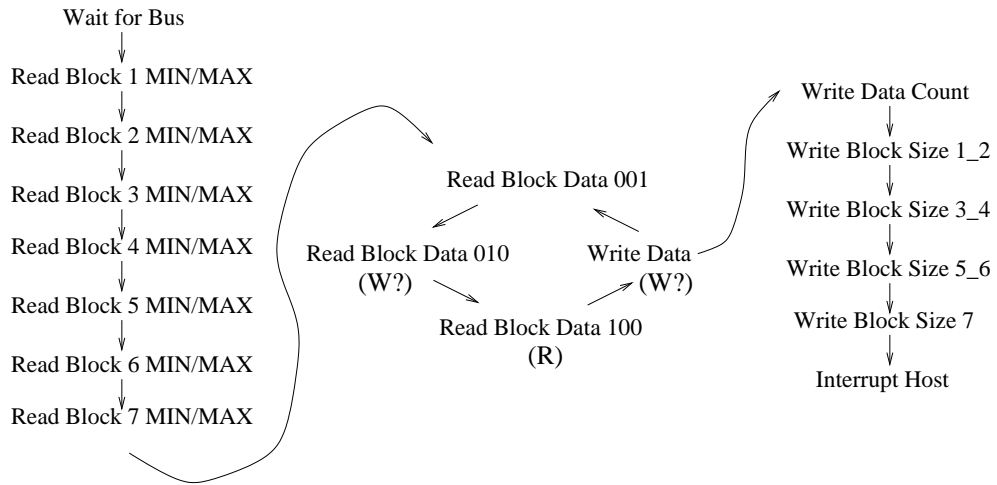 Wait for Bus
Read Block 1 MIN/MAX
Read Block 2 MIN/MAX
Read Block 3 MIN/MAX
Read Block 4 MIN/MAX
Read Block 5 MIN/MAX
Read Block 6 MIN/MAX
Read Block 7 MIN/MAX
Read Block Data 001
Read Block Data 010
(W?)
Read Block Data 100
(R)
Write Data
(W?)
Write Data Count
Write Block Size 1_2
Write Block Size 3_4
Write Block Size 5_6
Write Block Size 7
Interrupt Host